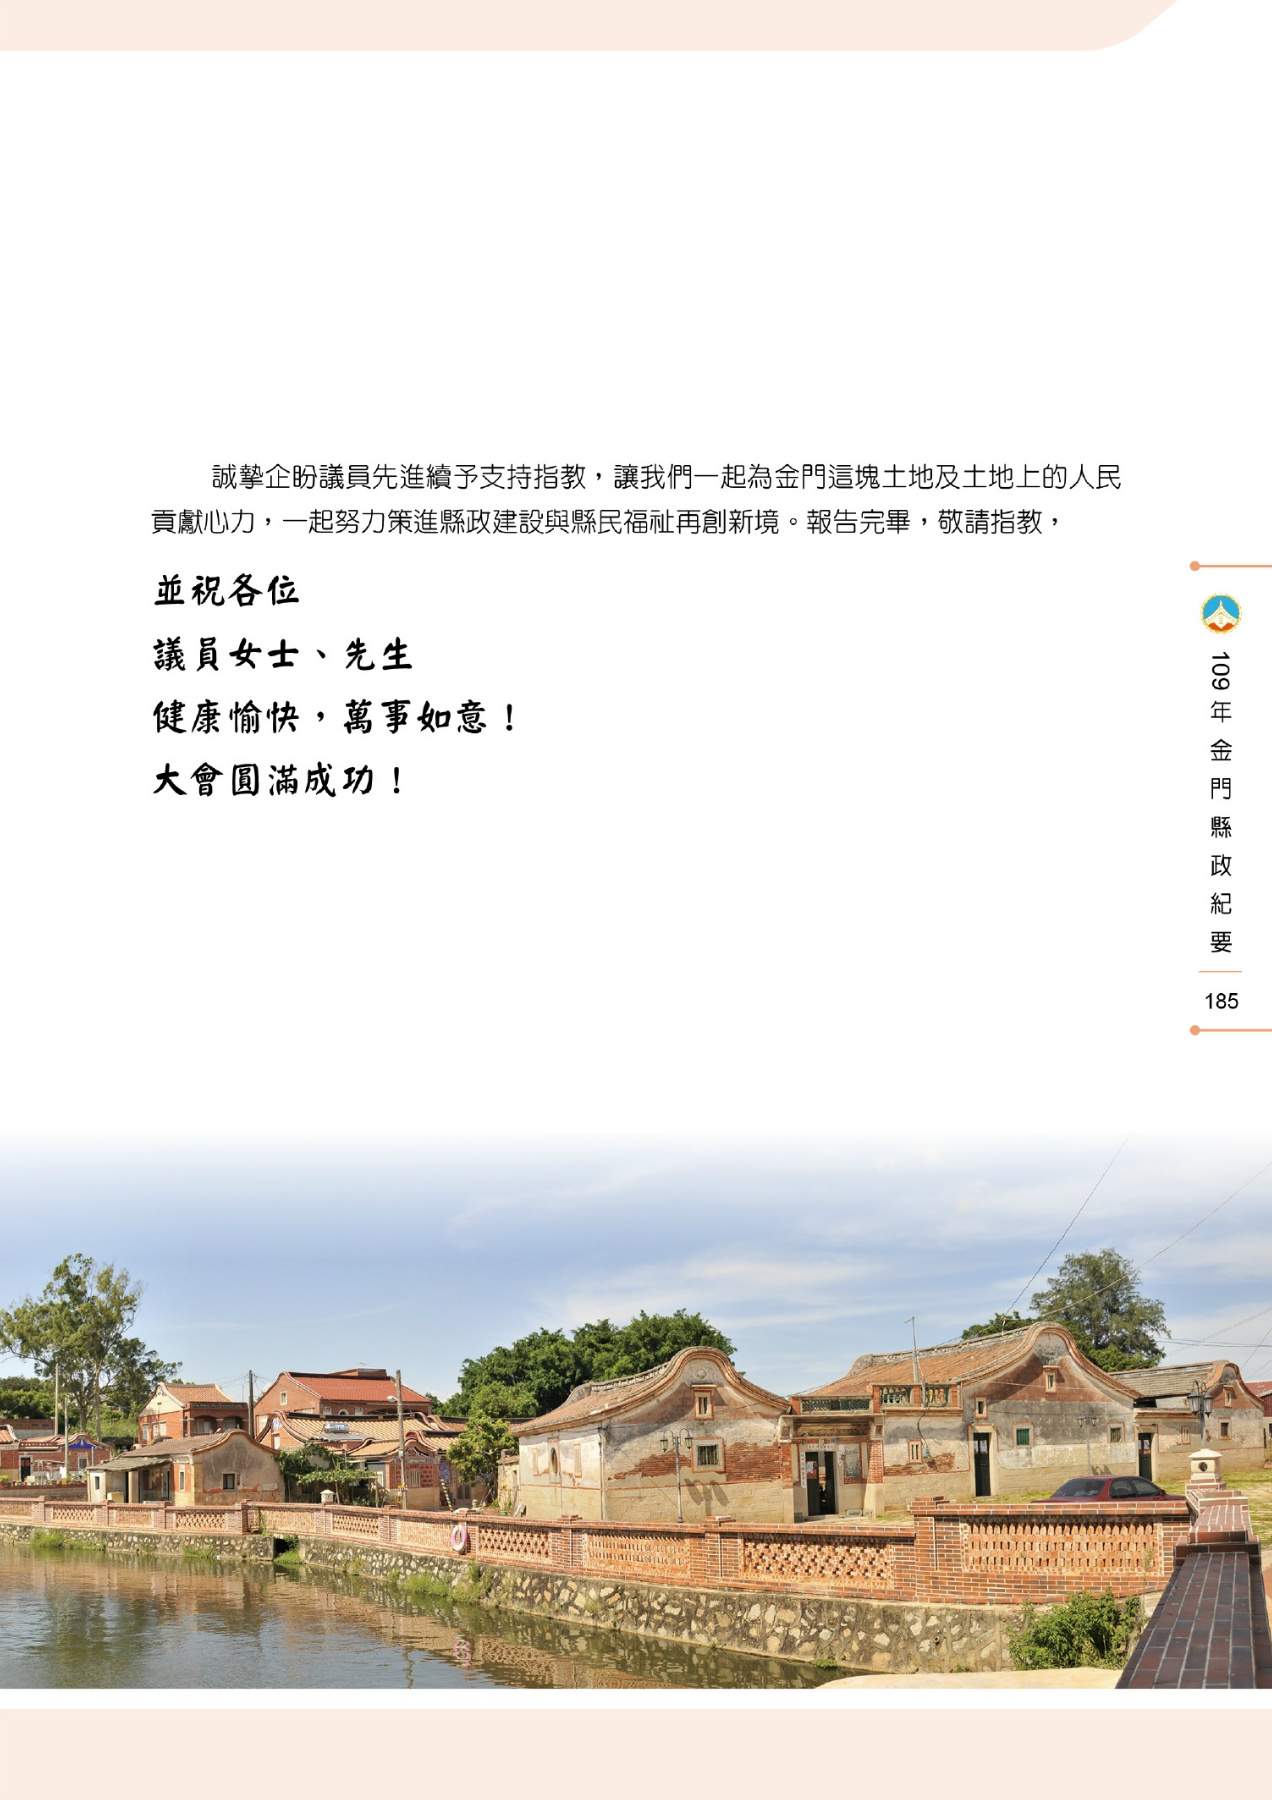 誠摯企盼議員先進續予支持指教，讓我們一起為金門這塊土地及土地上的人民
貢獻心力，一起努力策進縣政建設與縣民福祉再創新境。報告完畢，敬請指教，
並祝各位
議員女士、先生
健康愉快，萬事如意！
大會圓滿成功！
109年金門縣政紀要
185